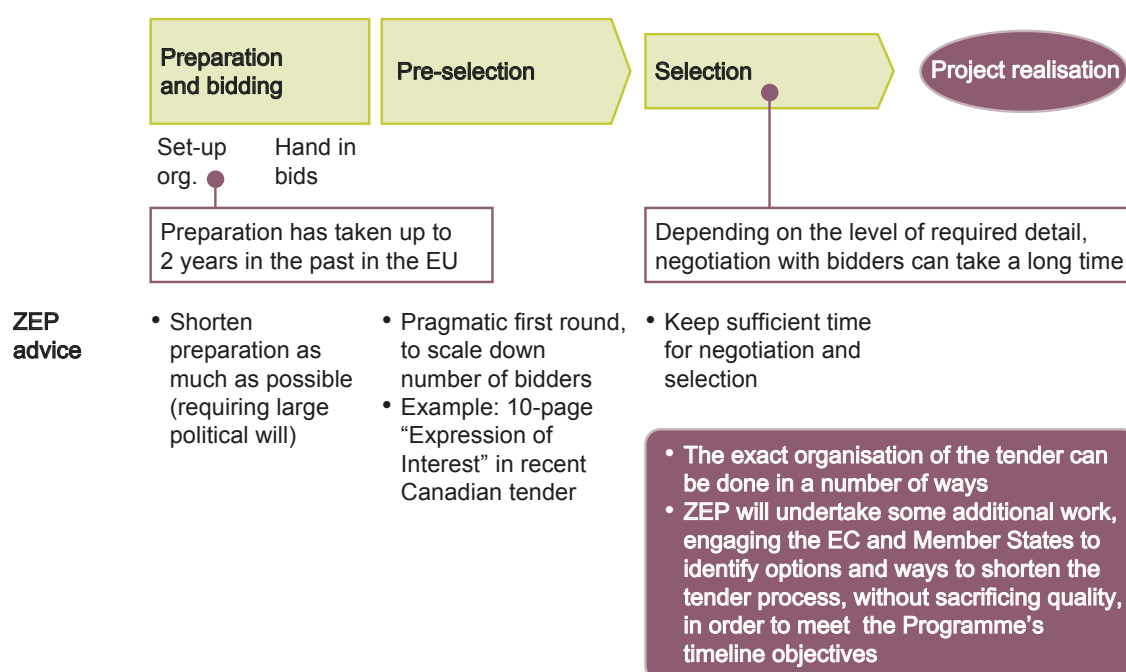 Preparation
and bidding
Pre-selection
Selection
Project realisation
Set-up
org.
Hand in
bids
Preparation has taken up to
2 years in the past in the EU
Depending on the level of required detail,
negotiation with bidders can take a long time
ZEP
advice
• Shorten
preparation as
much as possible
(requiring large
political will)
• Pragmatic first round,
to scale down
number of bidders
• Example: 10-page
“Expression of
Interest” in recent
Canadian tender
• Keep sufficient time
for negotiation and
selection
• The exact organisation of the tender can
be done in a number of ways
• ZEP will undertake some additional work,
engaging the EC and Member States to
identify options and ways to shorten the
tender process, without sacrificing quality,
in order to meet the Programme’s
timeline objectives